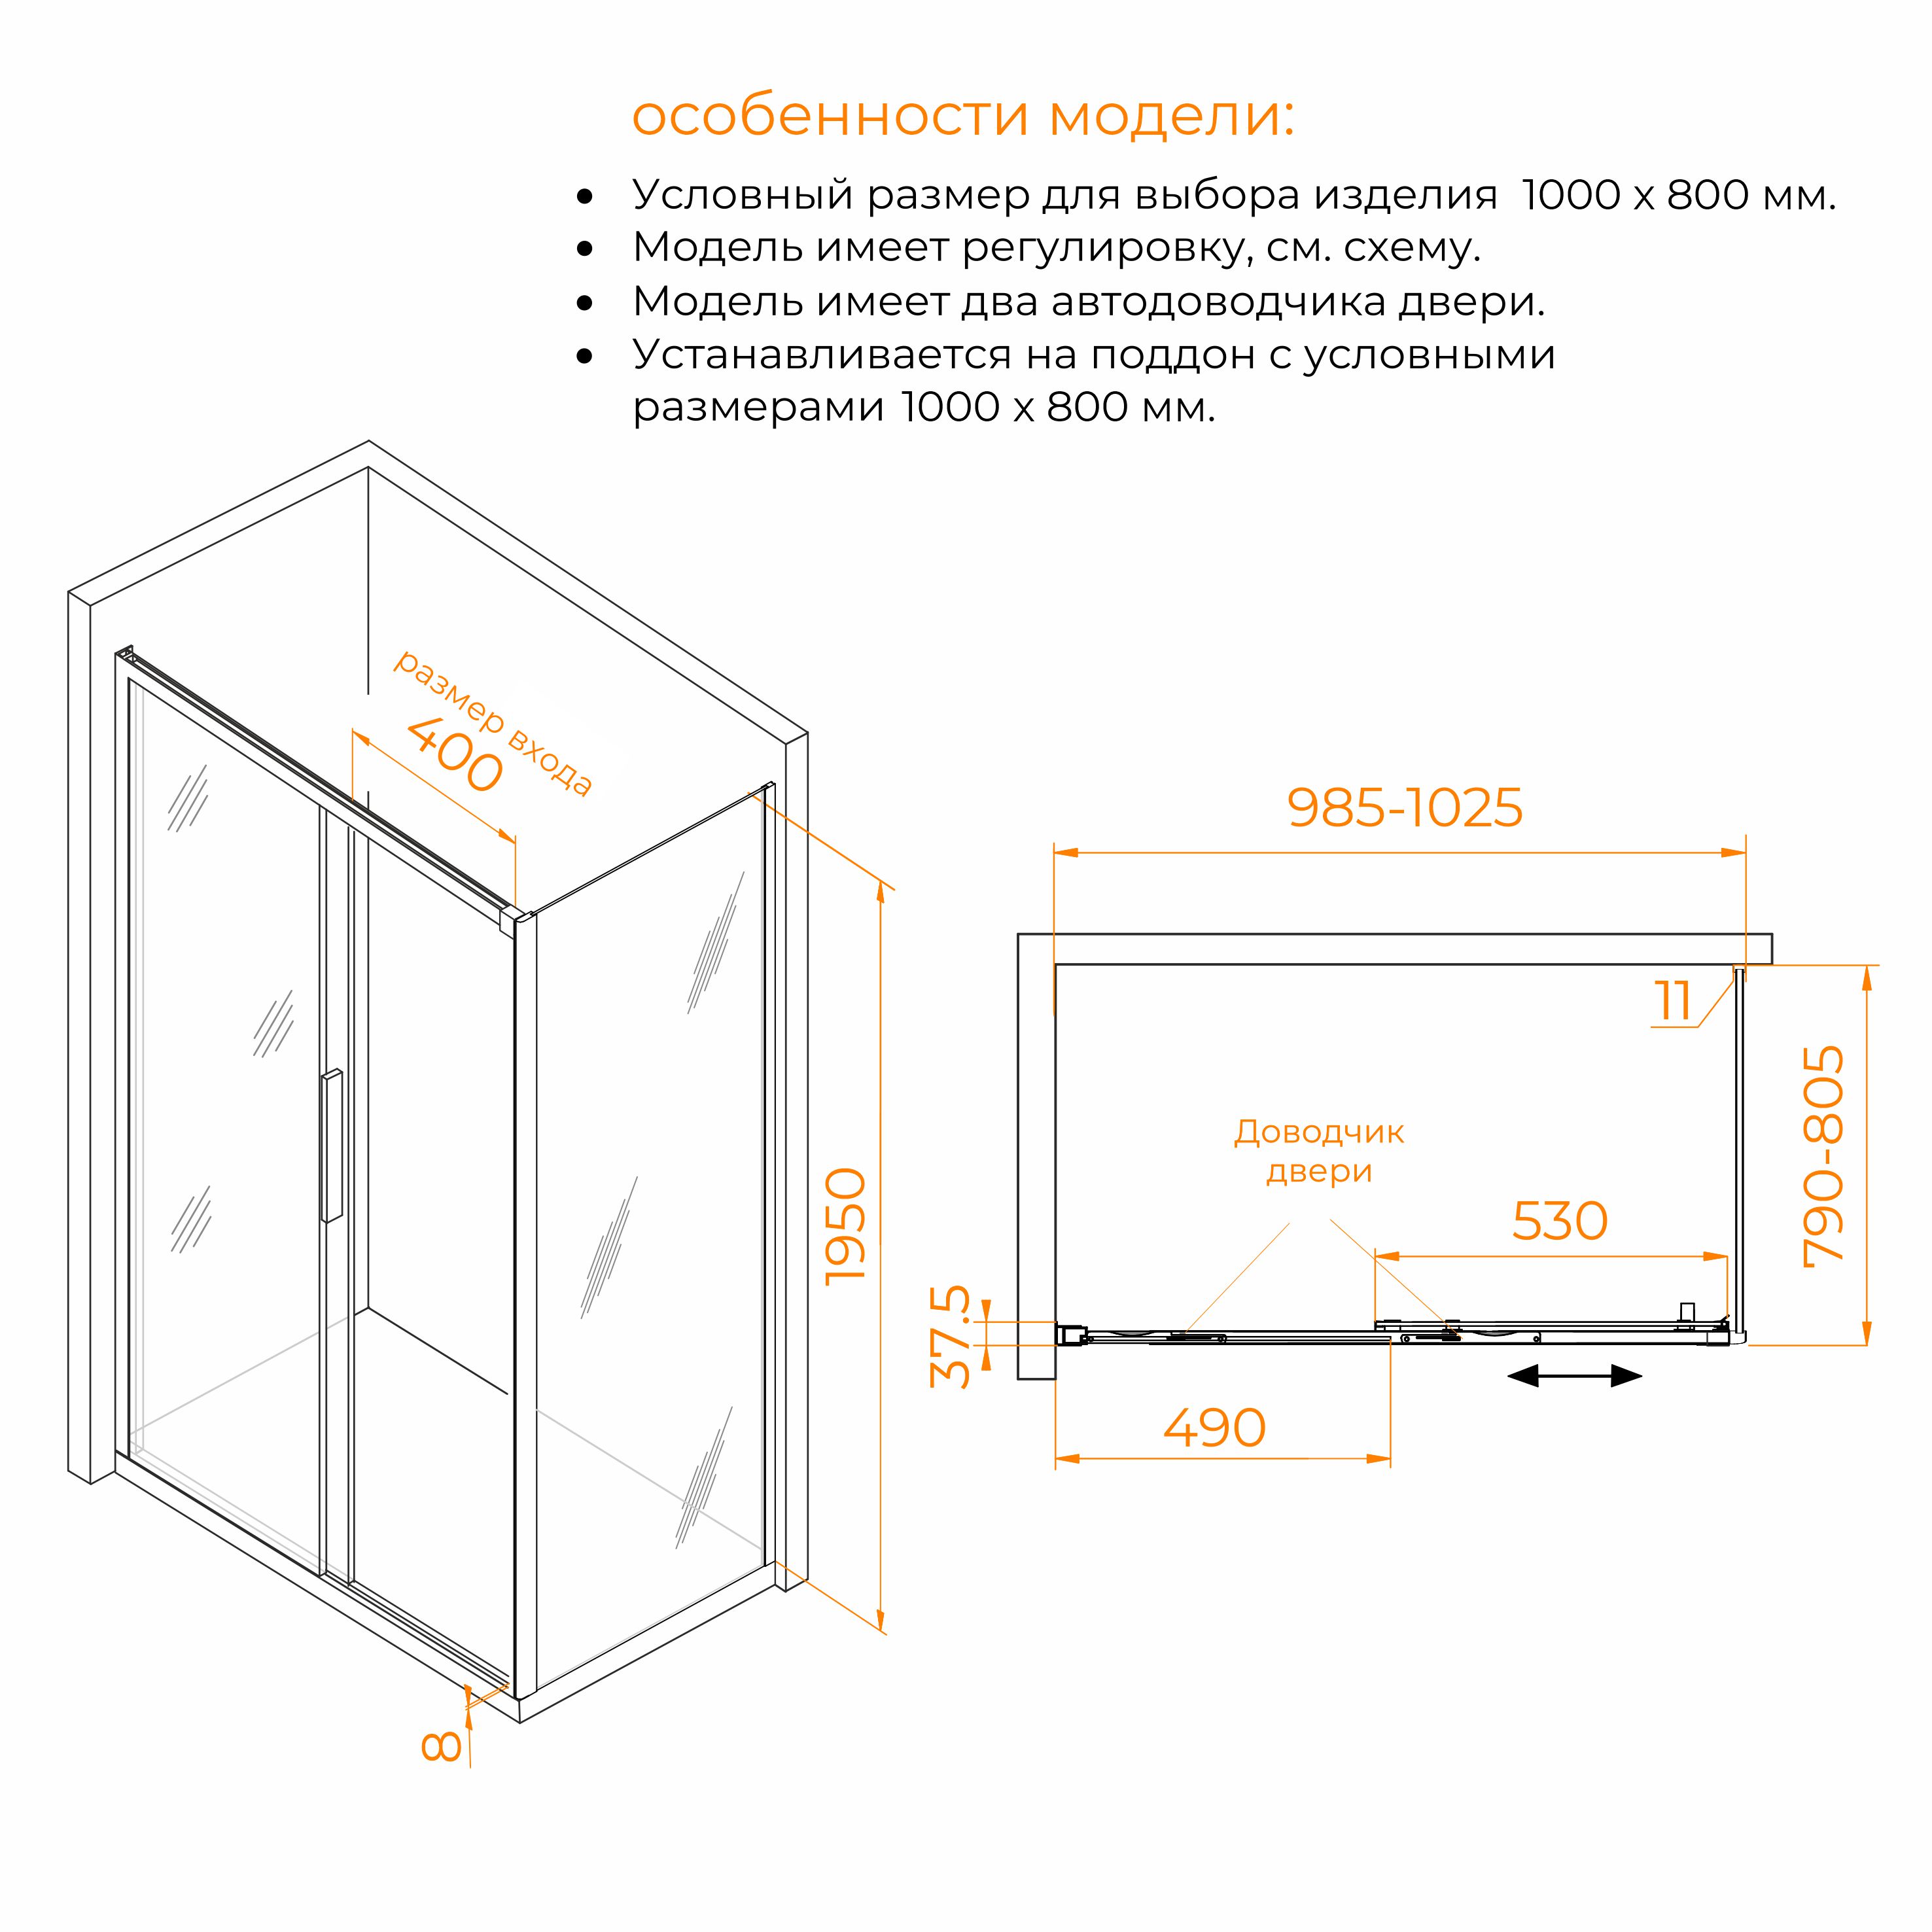 особенности модели:
• Условный размер для выбора изделия 1000 х 800 мм.
• Модель имеет регулировку, см. схему.
• Модель имеет два автодоводчика двери.
• Устанавливается на поддон с условными
размерами 1000 х 800 мм.
размер входа
400
1950
8
985-1025
11
790-805
Доводчик
двери
530
37.5
490